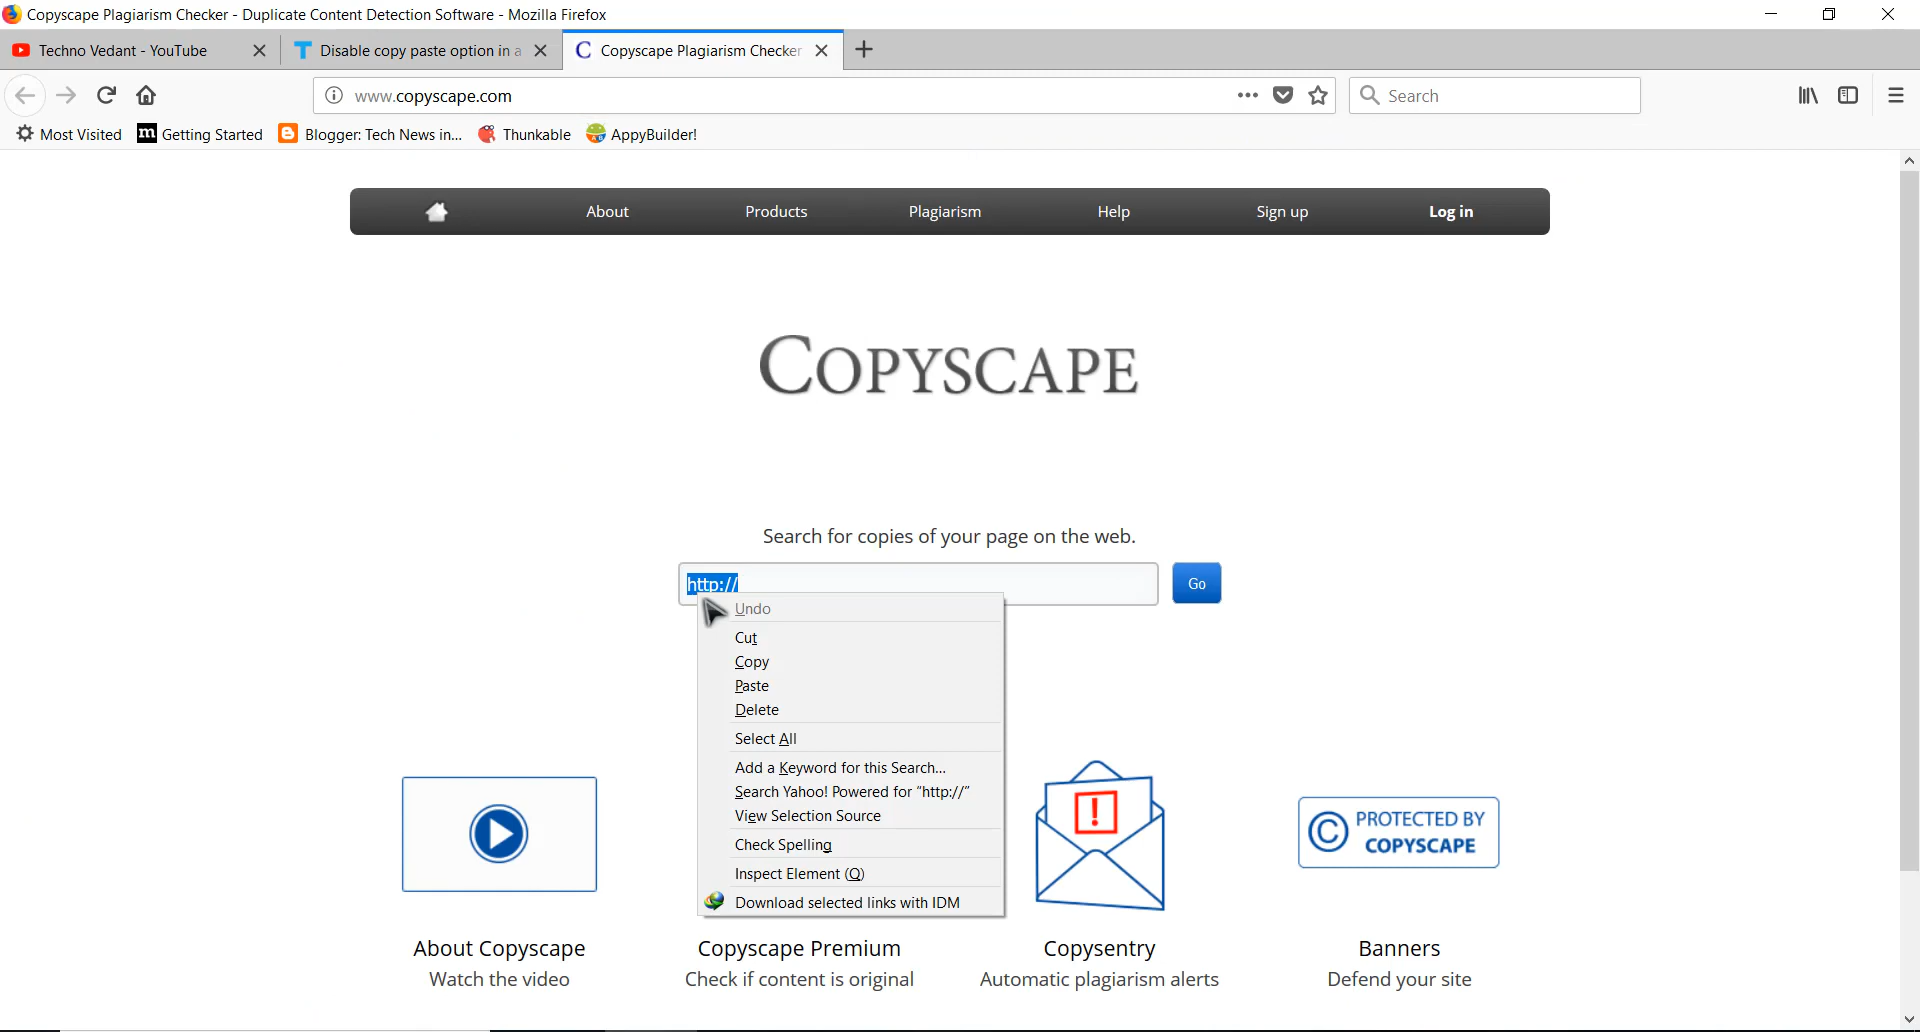 Copyscape Plagiarism Checker - Duplicate Content Detection Software - Mozilla Firefox
Techno Vedant - YouTube
Disable copy paste option in a
Copyscape Plagiarism Checker
www.copyscape.com
Search
Most Visited
Getting Started
Blogger: Tech News in...
Thunkable
AppyBuilder!
About
Products
Plagiarism
Help
Sign up
Log in
COPYSCAPE
Search for copies of your page on the web.
http://
Go
Undo
Cut
Copy
Paste
Delete
Select All
Add a Keyword for this Search...
Search Yahoo! Powered for “http://”
View Selection Source
Check Spelling
Inspect Element (Q)
Download selected links with IDM
!
© PROTECTED BY
COPYSCAPE
About Copyscape
Watch the video
Copyscape Premium
Check if content is original
Copysentry
Automatic plagiarism alerts
Banners
Defend your site